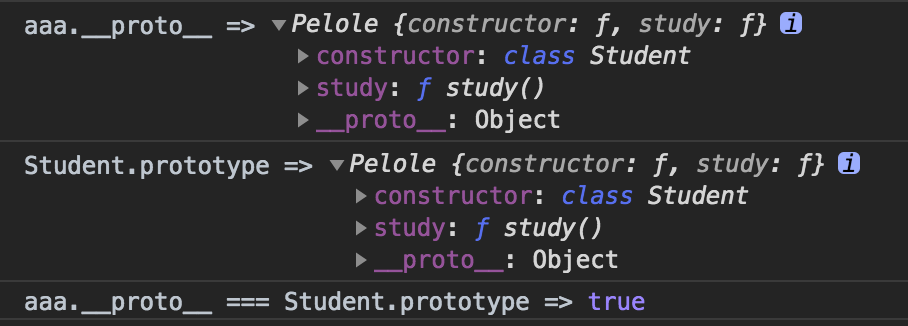 aaa.__proto__ => ▼Pelole {constructor: ƒ, study: ƒ} i
▶constructor: class Student
▶study: ƒ study()
▶__proto__: Object
Student.prototype => ▼Pelole {constructor: ƒ, study: ƒ} i
▶constructor: class Student
▶study: ƒ study()
▶__proto__: Object
aaa.__proto__ === Student.prototype => true